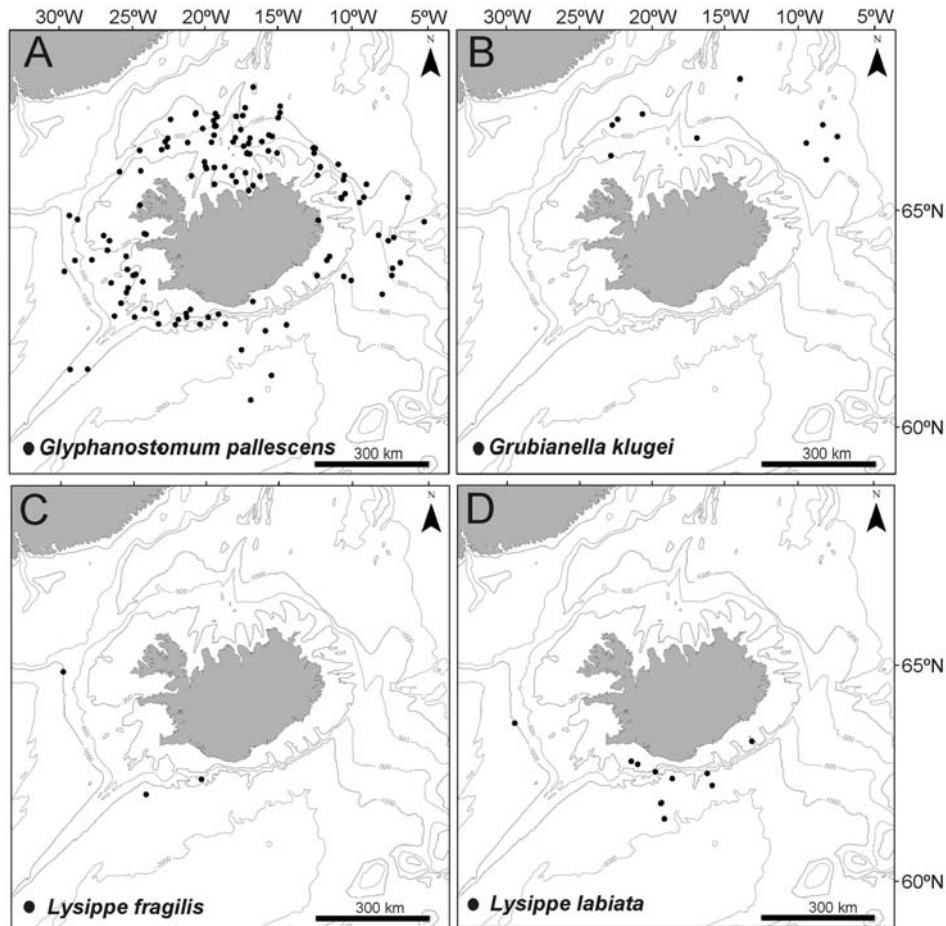 30ºW 25ºW 20ºW 15ºW 10ºW 5ºW 30ºW 25ºW 20ºW 15ºW 10ºW 5ºW
A
N
B
N
65ºN
60ºN
Glyphanostomum pallescens
300 km
Grubianella klugei
300 km
C
N
D
N
65ºN
60ºN
Lysippe fragilis
300 km
Lysippe labiata
300 km